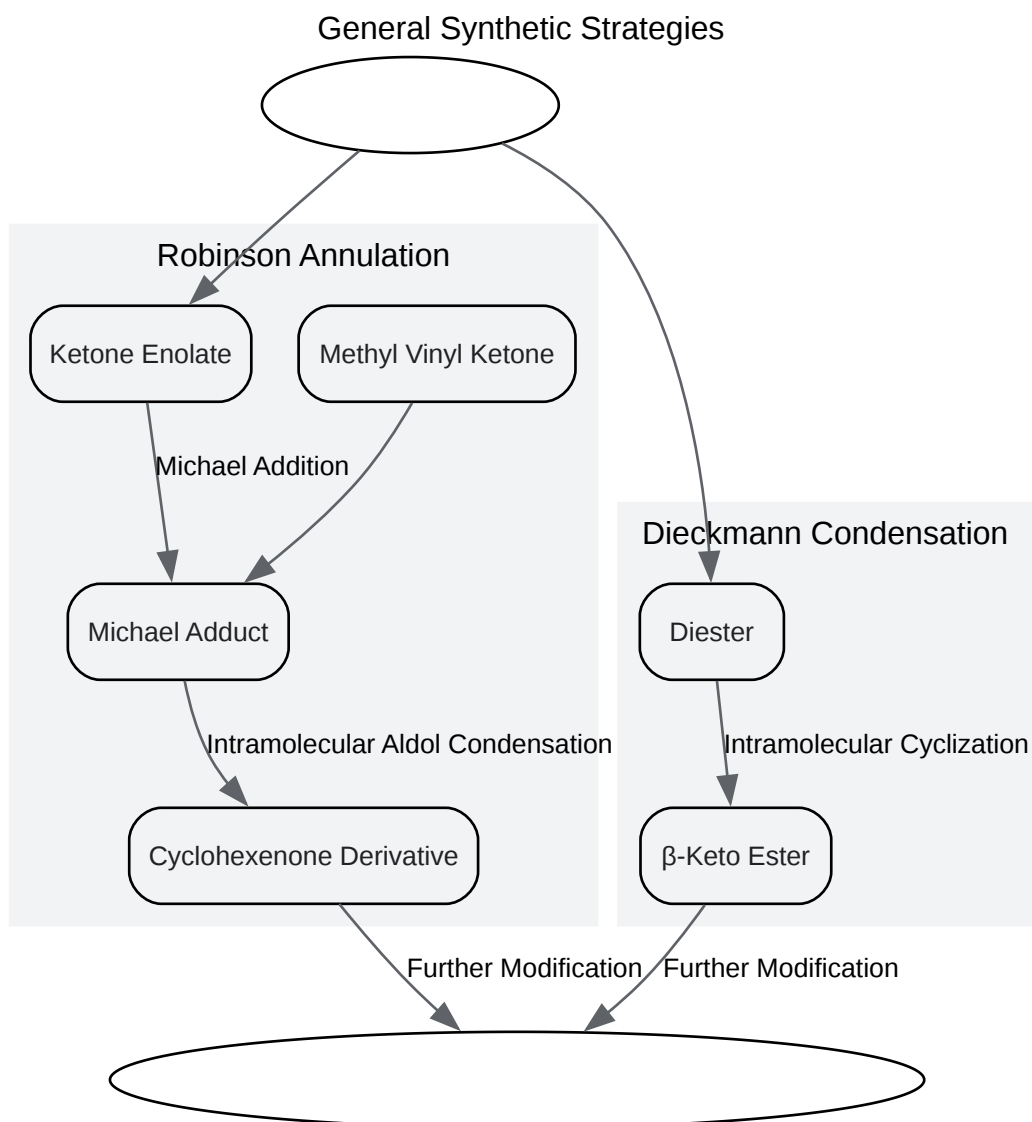 General Synthetic Strategies
Robinson Annulation
Ketone Enolate
Methyl Vinyl Ketone
Michael Addition
Dieckmann Condensation
Michael Adduct
Diester
Intramolecular Aldol Condensation
Intramolecular Cyclization
Cyclohexenone Derivative
β-Keto Ester
Further Modification
Further Modification